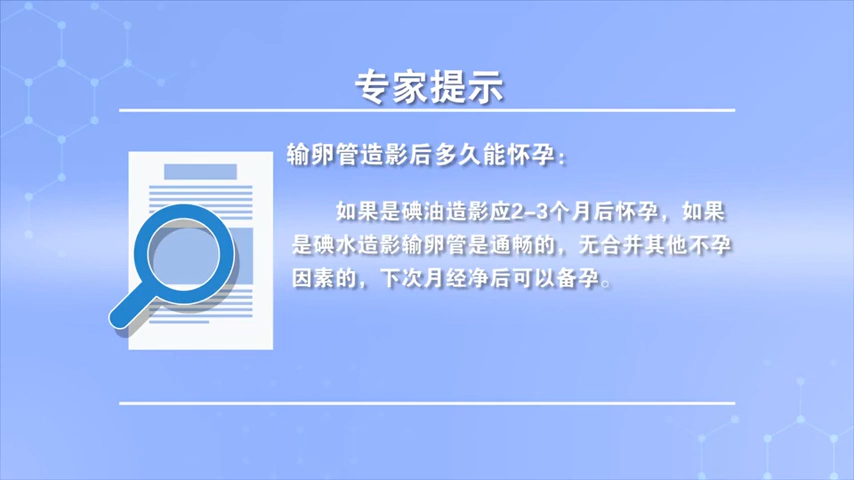 专家提示
输卵管造影后多久能怀孕：
如果是碘油造影应2-3个月后怀孕，如果
是碘水造影输卵管是通畅的，无合并其他不孕
因素的，下次月经净后可以备孕。